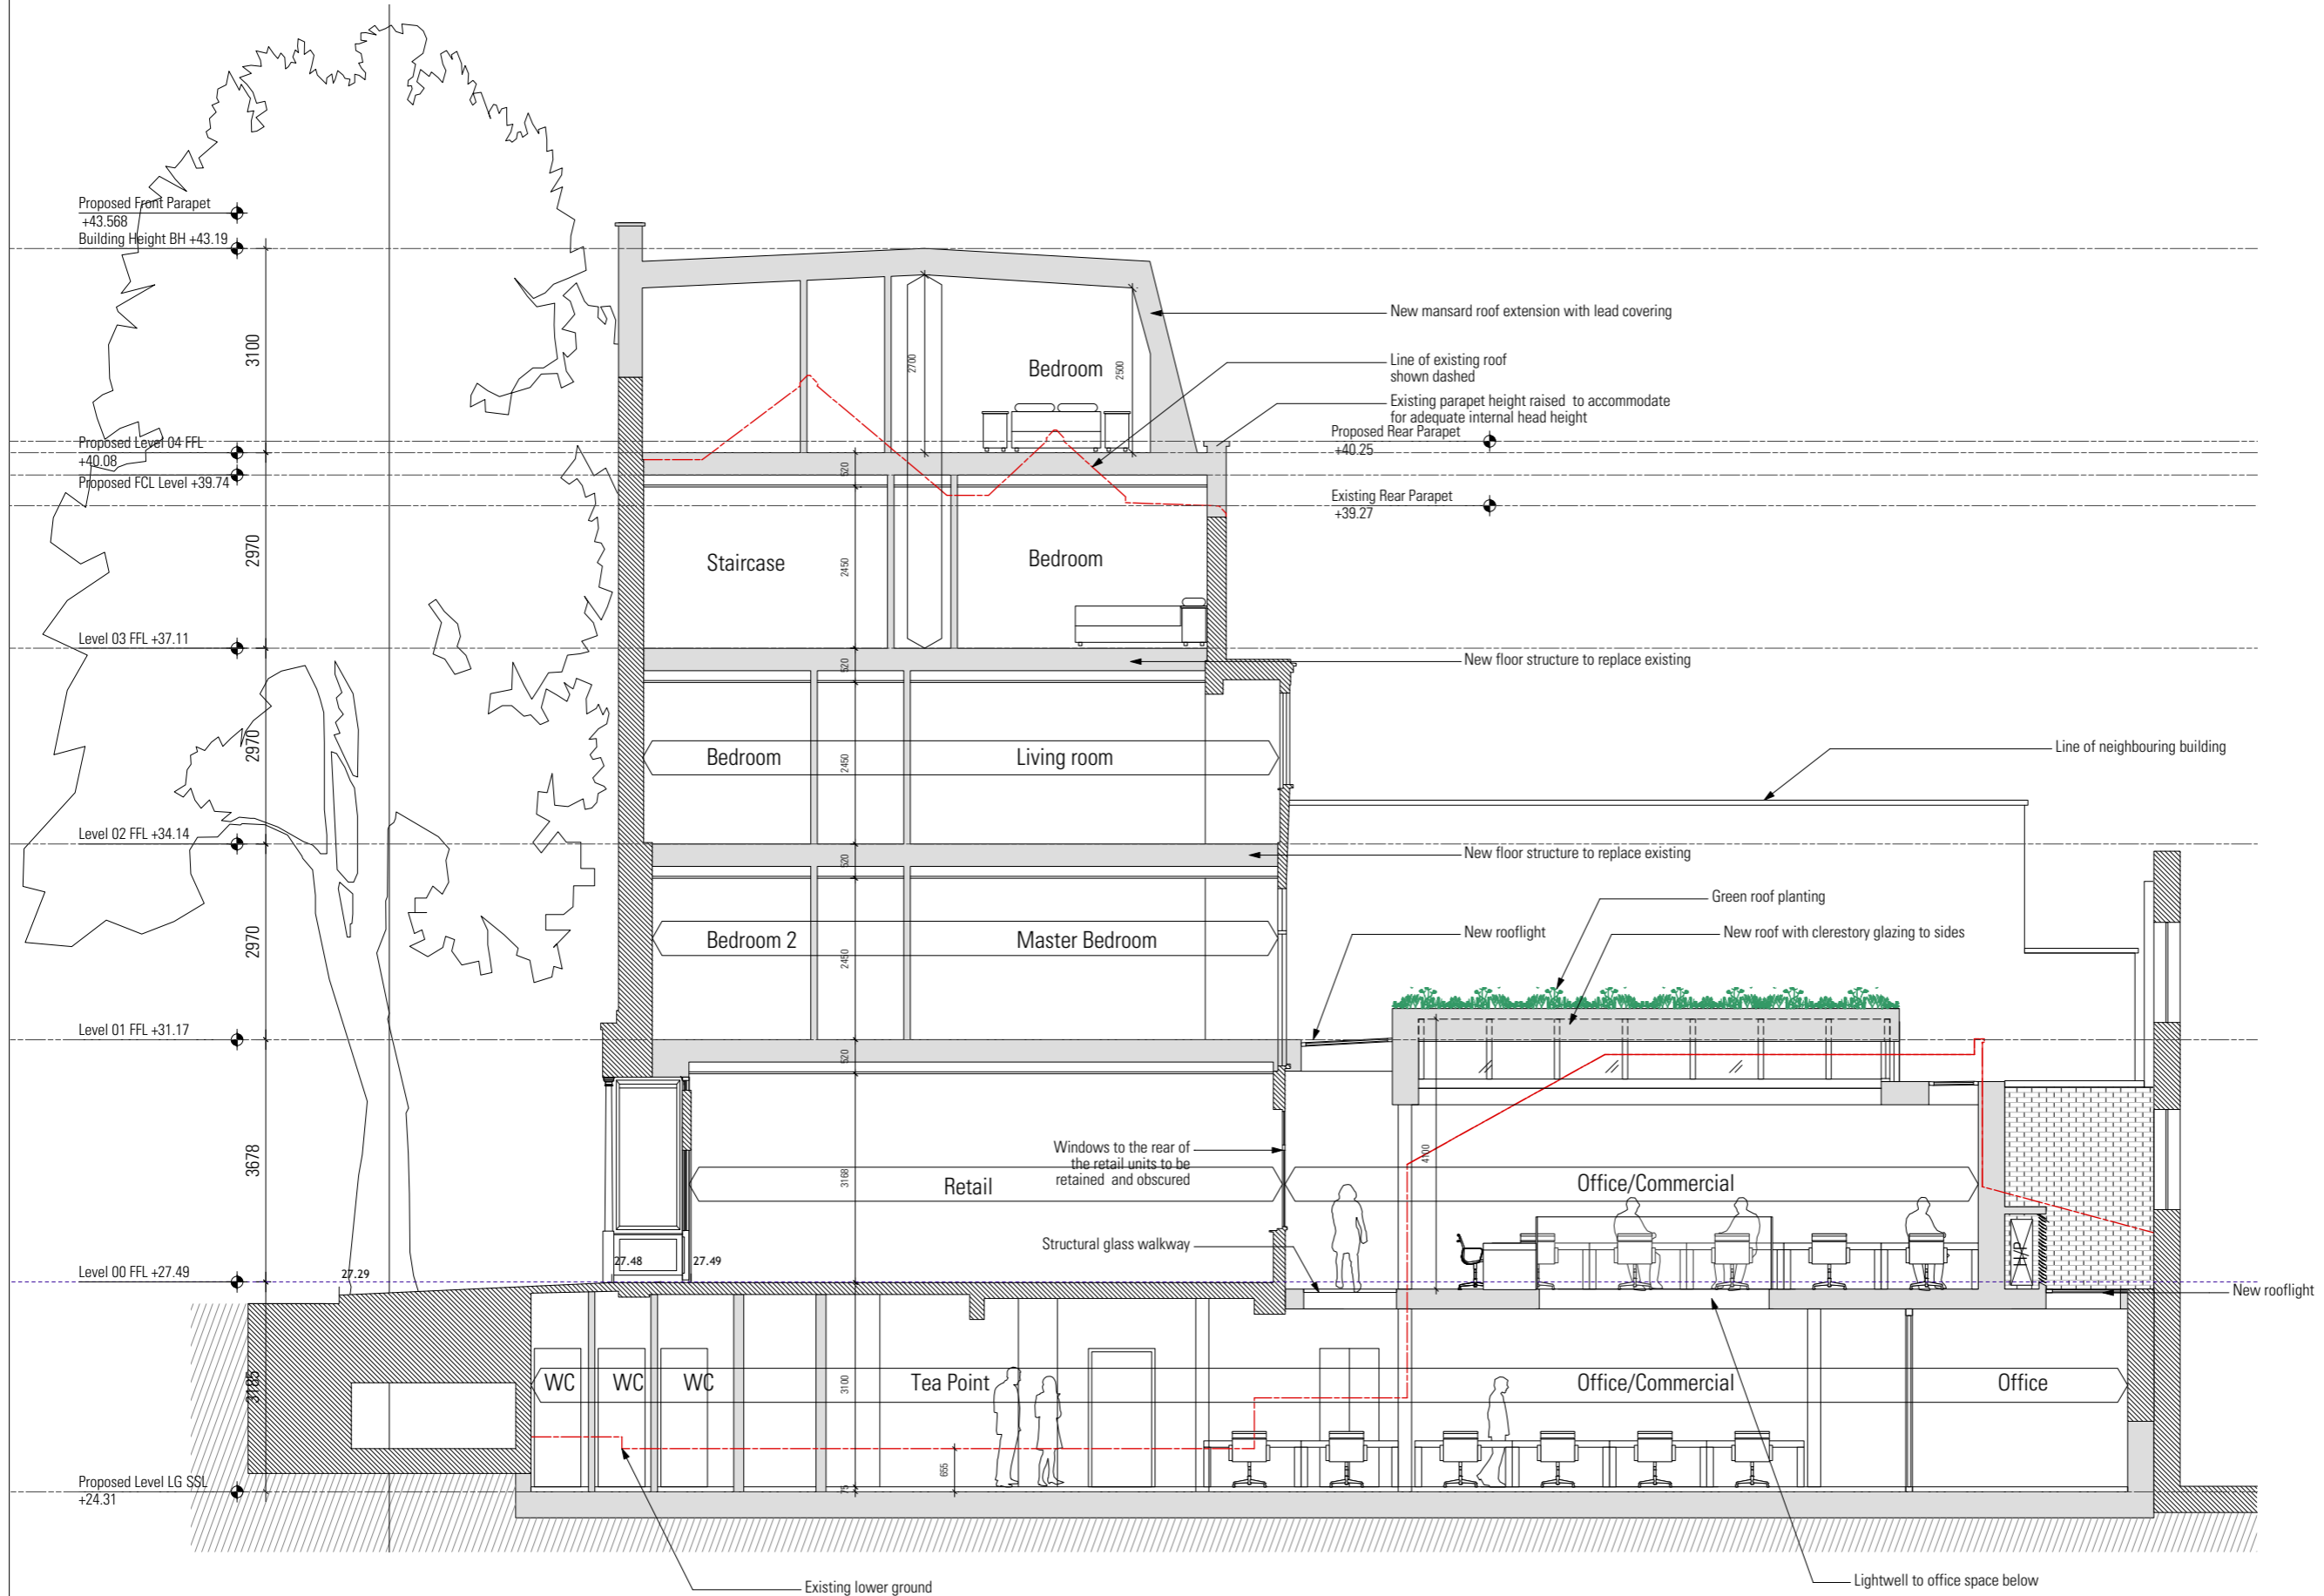 Proposed Front Parapet
+43.568
Building Height BH +43.19
3100
New mansard roof extension with lead covering
Line of existing roof
shown dashed
Bedroom
2700
2500
Existing parapet height raised to accommodate
for adequate internal head height
Proposed Rear Parapet
+40.25
Proposed Level 04 FFL
+40.08
Proposed FCL Level +39.74
520
Existing Rear Parapet
+39.27
2970
Staircase
2450
Bedroom
Level 03 FFL +37.11
520
New floor structure to replace existing
2970
Bedroom
2450
Living room
Line of neighbouring building
Level 02 FFL +34.14
520
New floor structure to replace existing
Green roof planting
2970
Bedroom 2
2450
Master Bedroom
New rooflight
New roof with clerestory glazing to sides
Level 01 FFL +31.17
520
3678
3168
Retail
Windows to the rear of
the retail units to be
retained and obscured
4100
Office/Commercial
Structural glass walkway
H/P
27.48
27.49
Level 00 FFL +27.49
27.29
New rooflight
3185
WC
WC
WC
3100
Tea Point
Office/Commercial
Office
655
75
Proposed Level LG SSL
+24.31
Existing lower ground
Lightwell to office space below